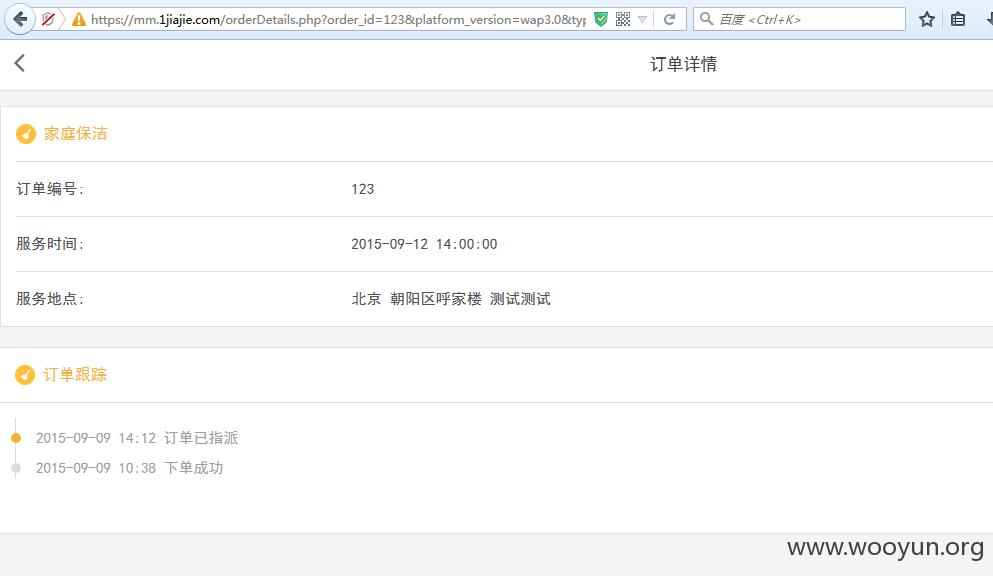 https://mm.1jiajie.com/orderDetails.php?order_id=123&platform_version=wap3.0&typ
百度 <Ctrl+K>
订单详情
家庭保洁
订单编号: 123
服务时间: 2015-09-12 14:00:00
服务地点: 北京 朝阳区呼家楼 测试测试
订单跟踪
2015-09-09 14:12 订单已指派
2015-09-09 10:38 下单成功
www.wooyun.org